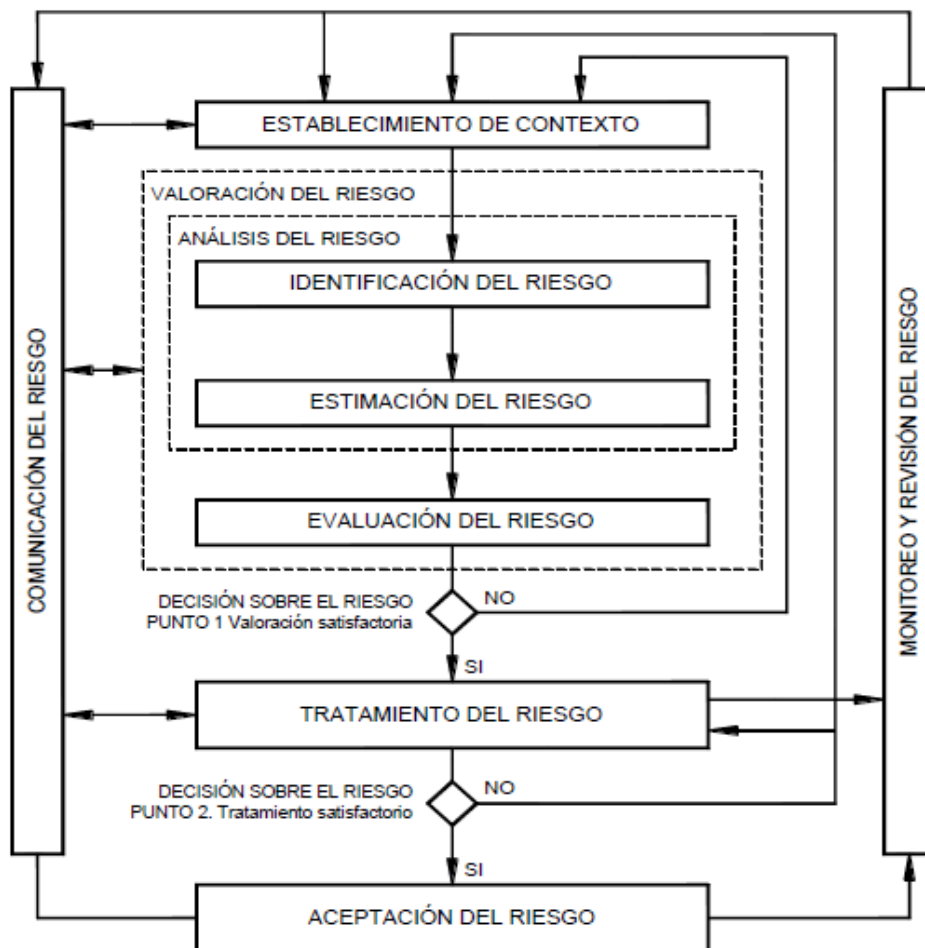 ESTABLECIMIENTO DE CONTEXTO
VALORACIÓN DEL RIESGO
ANÁLISIS DEL RIESGO
IDENTIFICACIÓN DEL RIESGO
ESTIMACIÓN DEL RIESGO
EVALUACIÓN DEL RIESGO
DECISIÓN SOBRE EL RIESGO
PUNTO 1 Valoración satisfactoria
NO
SI
TRATAMIENTO DEL RIESGO
DECISIÓN SOBRE EL RIESGO
PUNTO 2. Tratamiento satisfactorio
NO
SI
ACEPTACIÓN DEL RIESGO
COMUNICACIÓN DEL RIESGO
MONITOREO Y REVISIÓN DEL RIESGO